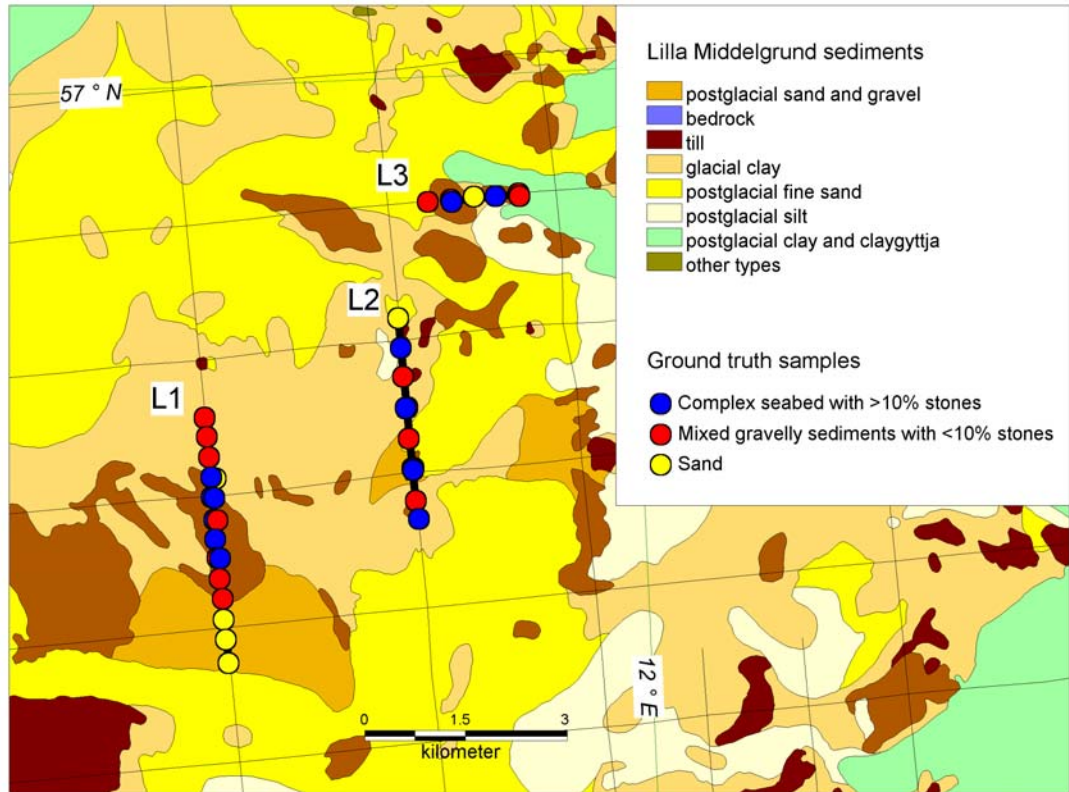 57 ° N
L3
L2
L1
12 ° E
0 1.5 3
kilometer
Lilla Middelgrund sediments
postglacial sand and gravel
bedrock
till
glacial clay
postglacial fine sand
postglacial silt
postglacial clay and claygyttja
other types
Ground truth samples
Complex seabed with >10% stones
Mixed gravelly sediments with <10% stones
Sand